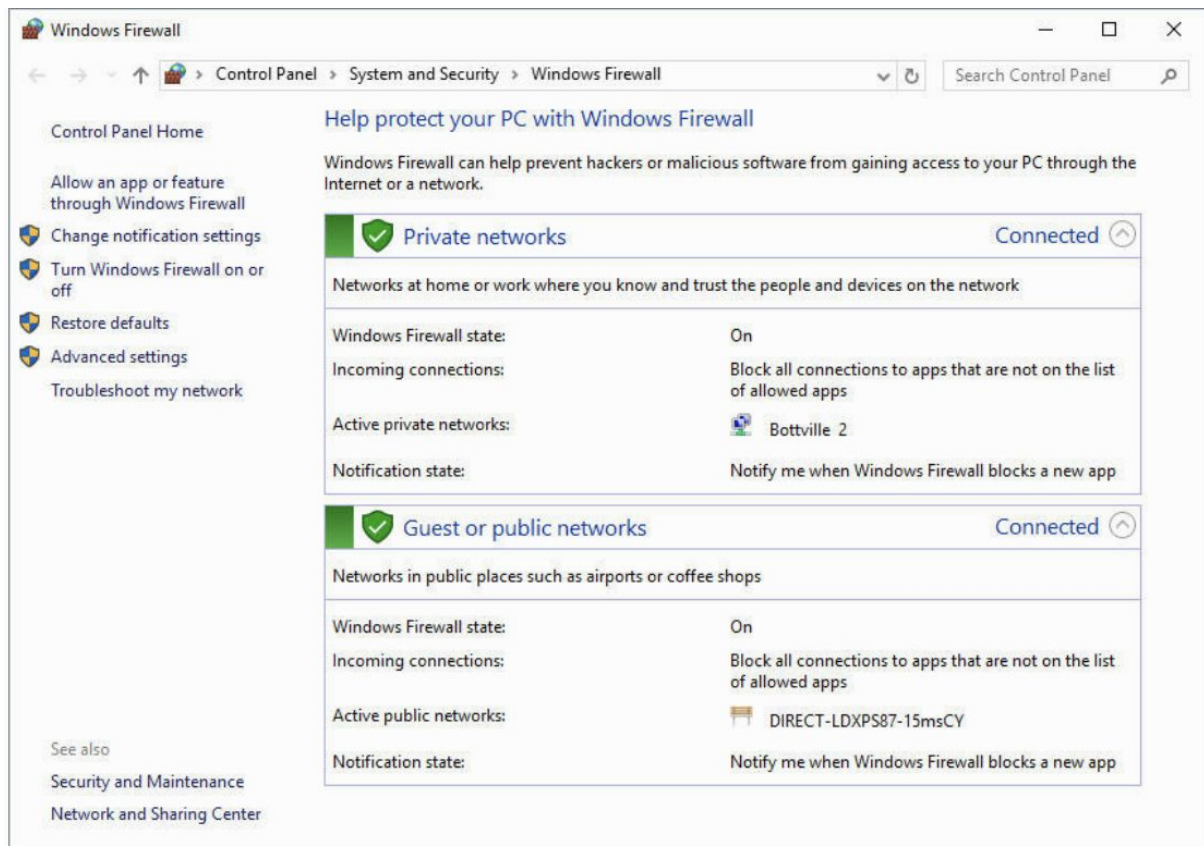 Windows Firewall
Control Panel > System and Security > Windows Firewall
Search Control Panel
Control Panel Home
Allow an app or feature
through Windows Firewall
Change notification settings
Turn Windows Firewall on or
off
Restore defaults
Advanced settings
Troubleshoot my network
See also
Security and Maintenance
Network and Sharing Center
Help protect your PC with Windows Firewall
Windows Firewall can help prevent hackers or malicious software from gaining access to your PC through the
Internet or a network.
Private networks Connected
Networks at home or work where you know and trust the people and devices on the network
Windows Firewall state: On
Incoming connections: Block all connections to apps that are not on the list
of allowed apps
Active private networks: Bottville 2
Notification state: Notify me when Windows Firewall blocks a new app
Guest or public networks Connected
Networks in public places such as airports or coffee shops
Windows Firewall state: On
Incoming connections: Block all connections to apps that are not on the list
of allowed apps
Active public networks: DIRECT-LDXPS87-15msCY
Notification state: Notify me when Windows Firewall blocks a new app